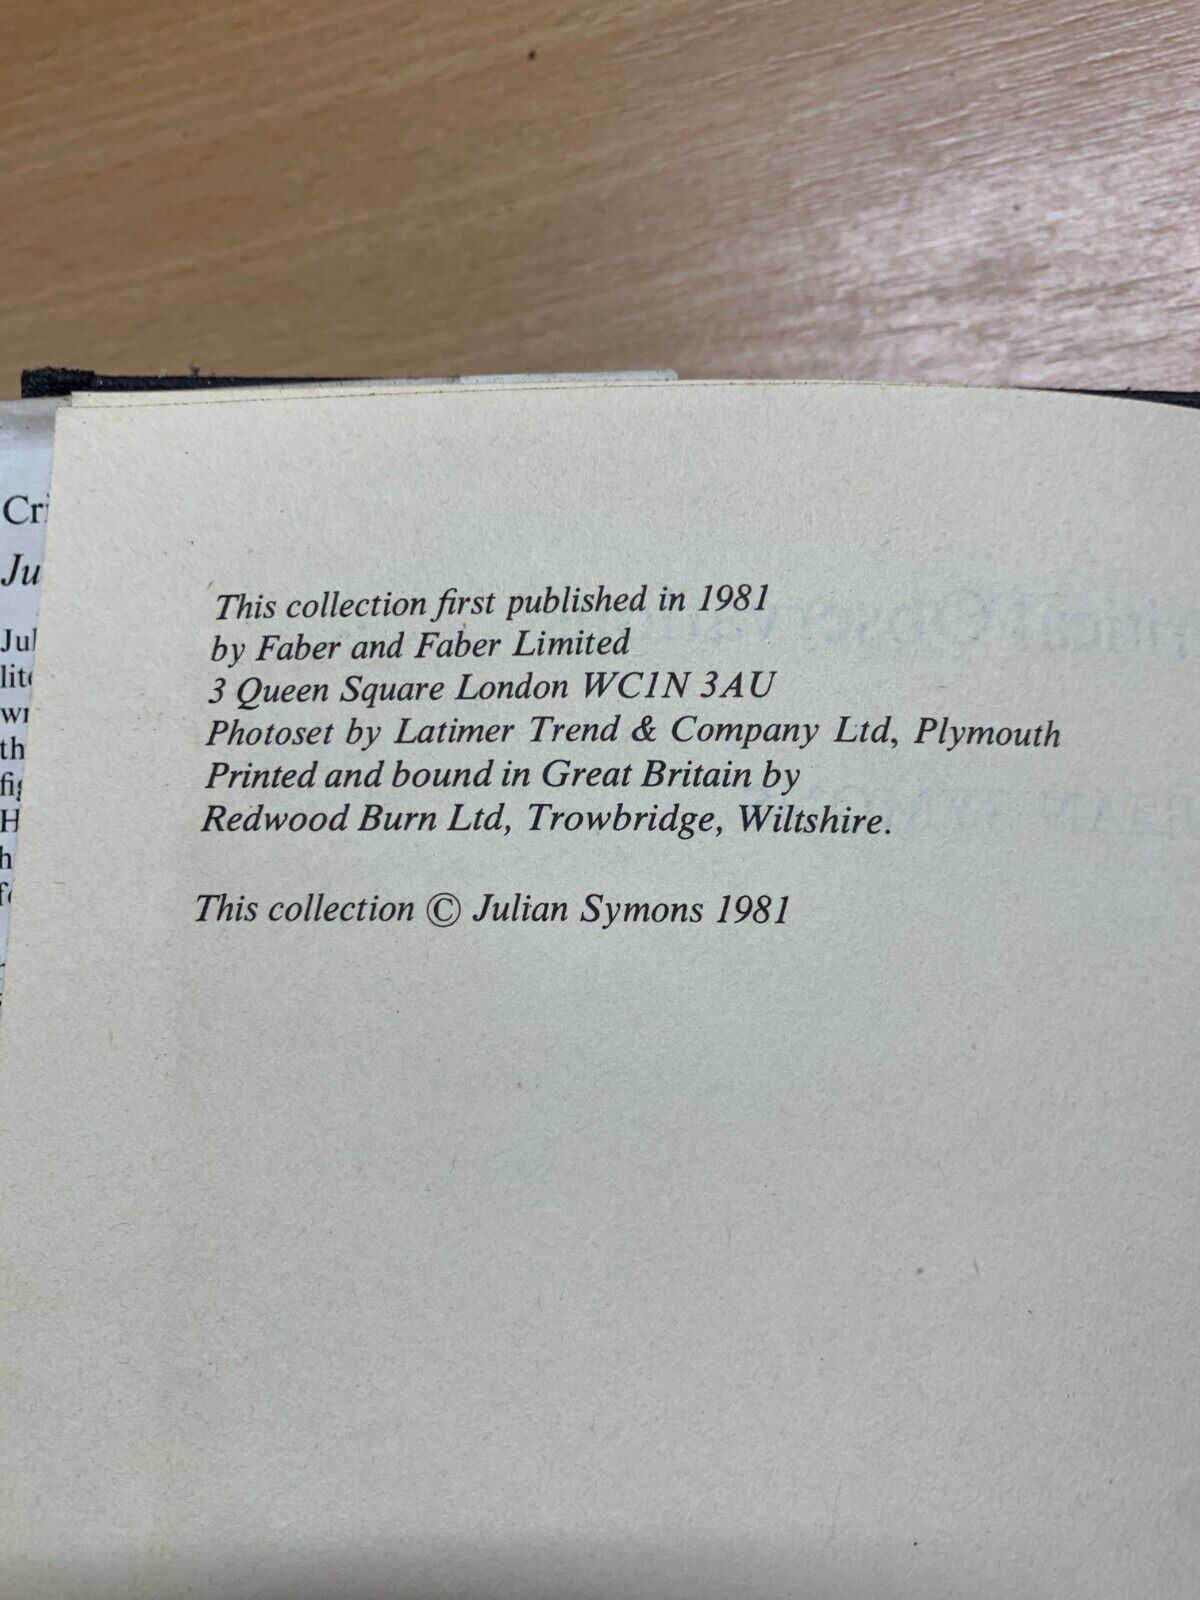 This collection first published in 1981
by Faber and Faber Limited
3 Queen Square London WC1N 3AU
Photoset by Latimer Trend & Company Ltd, Plymouth
Printed and bound in Great Britain by
Redwood Burn Ltd, Trowbridge, Wiltshire.
This collection © Julian Symons 1981